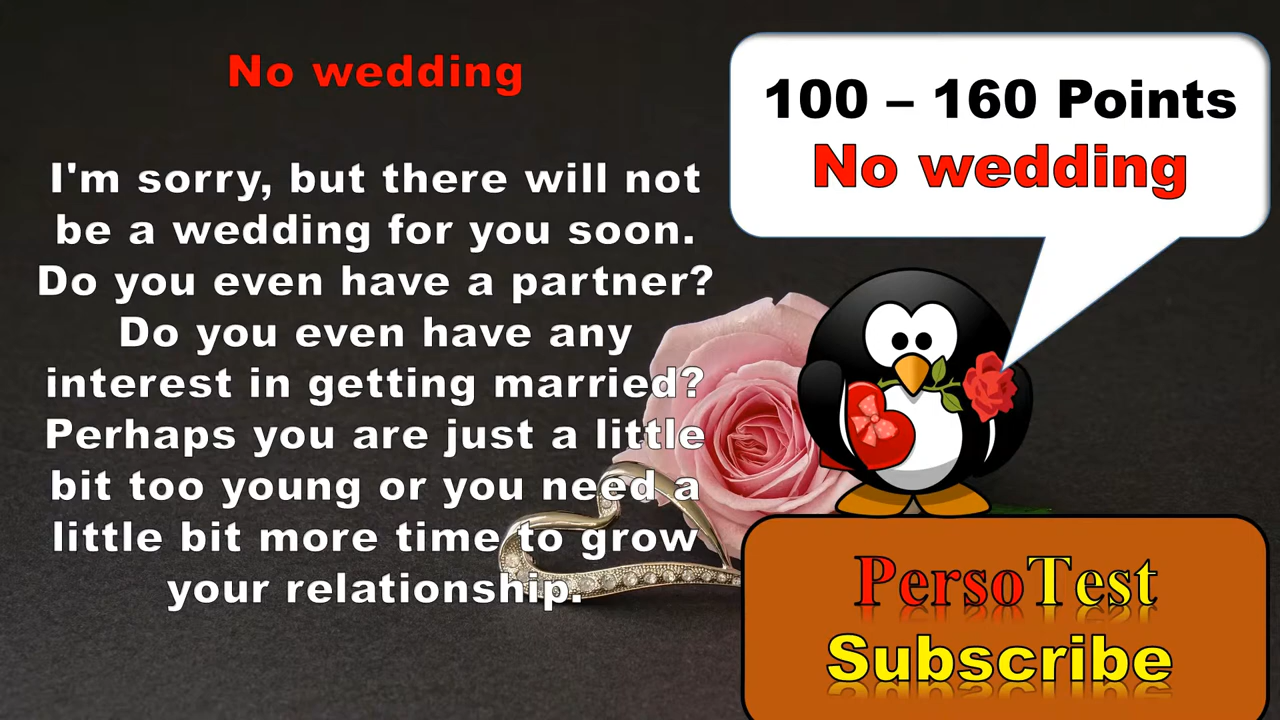 No wedding
I'm sorry, but there will not
be a wedding for you soon.
Do you even have a partner?
Do you even have any
interest in getting married?
Perhaps you are just a little
bit too young or you need a
little bit more time to grow
your relationship.
100 – 160 Points
No wedding
PersoTest
Subscribe